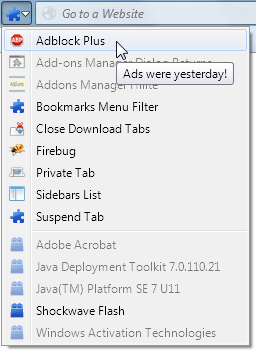 Go to a Website
ABP Adblock Plus
Add-ons Manager Dialog Returns
Addons Manager Hilite
Ads were yesterday!
Bookmarks Menu Filter
Close Download Tabs
Firebug
Private Tab
Sidebars List
Suspend Tab
Adobe Acrobat
Java Deployment Toolkit 7.0.110.21
Java(TM) Platform SE 7 U11
Shockwave Flash
Windows Activation Technologies